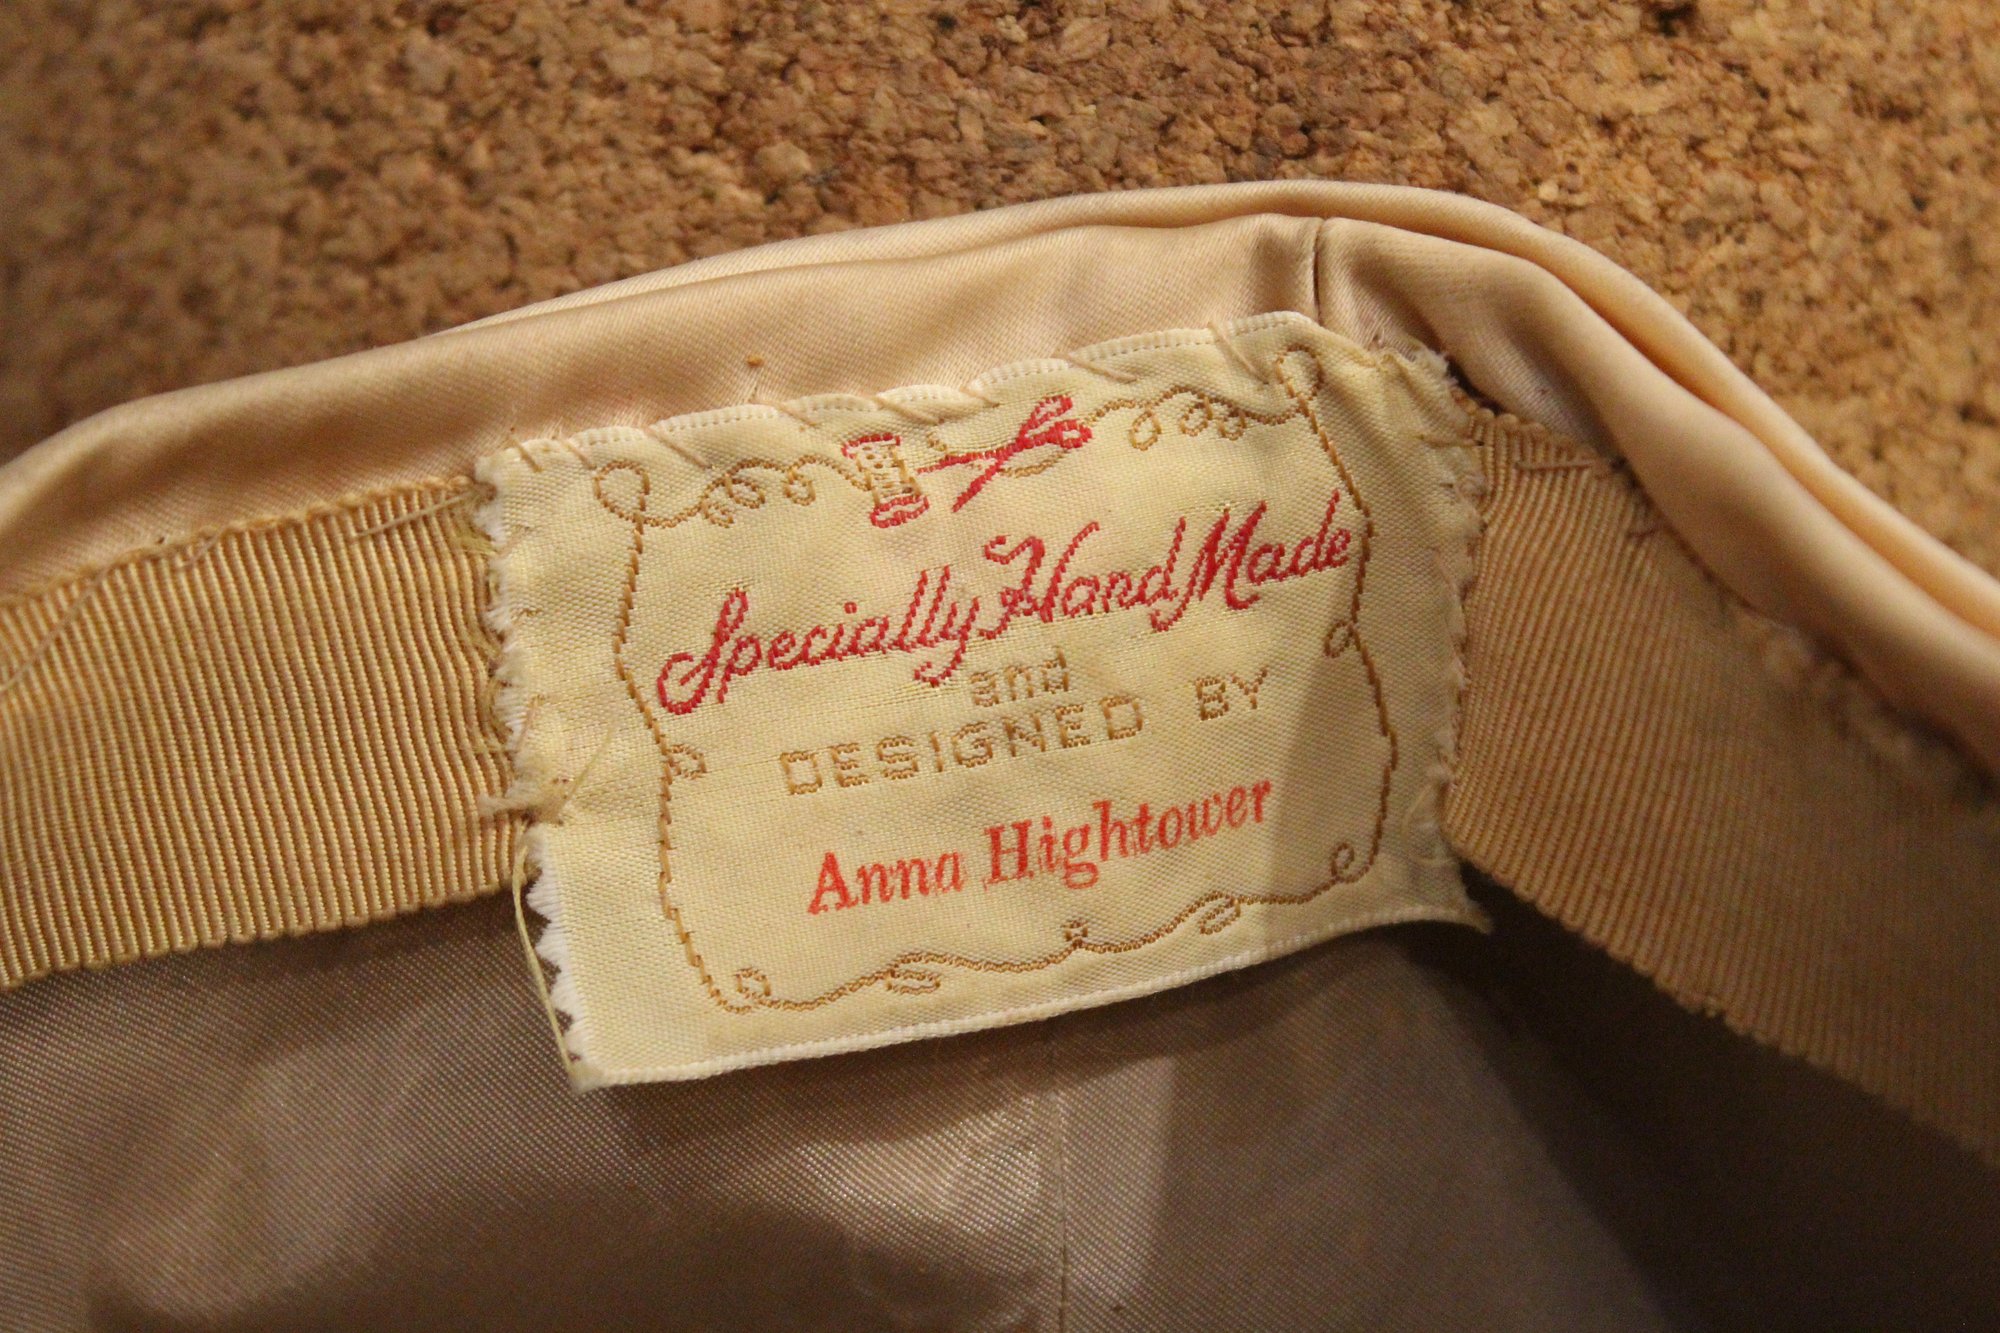 Specially Hand Made
and
DESIGNED BY
Anna Hightower